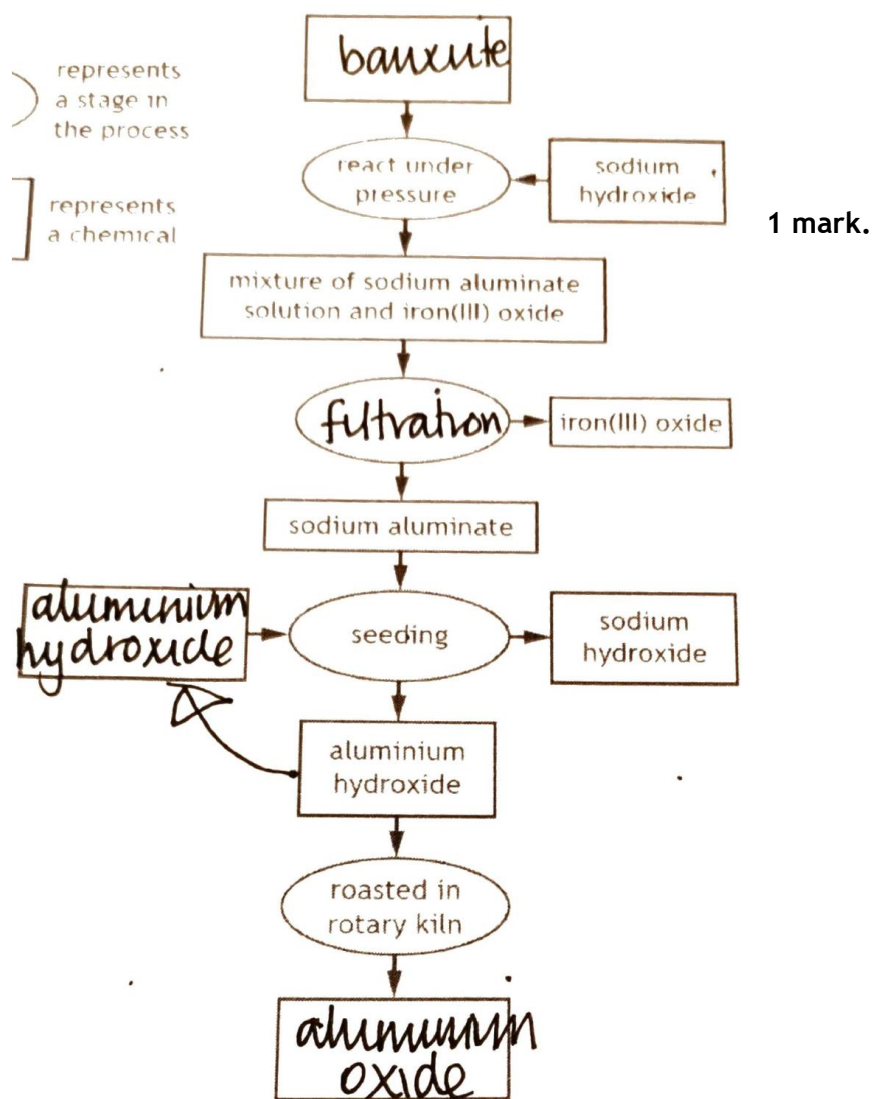 bauxite
represents
a stage in
the process
react under
pressure
sodium
hydroxide
represents
a chemical
1 mark.
mixture of sodium aluminate
solution and iron(III) oxide
filtration
iron(III) oxide
sodium aluminate
aluminium
hydroxide
seeding
sodium
hydroxide
aluminium
hydroxide
roasted in
rotary kiln
aluminium
oxide